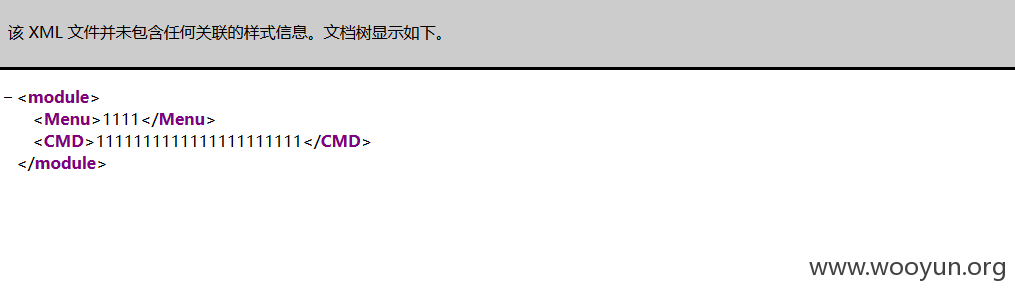 该 XML 文件并未包含任何关联的样式信息。文档树显示如下。
− <module>
<Menu>1111</Menu>
<CMD>1111111111111111111111</CMD>
</module>
www.wooyun.org